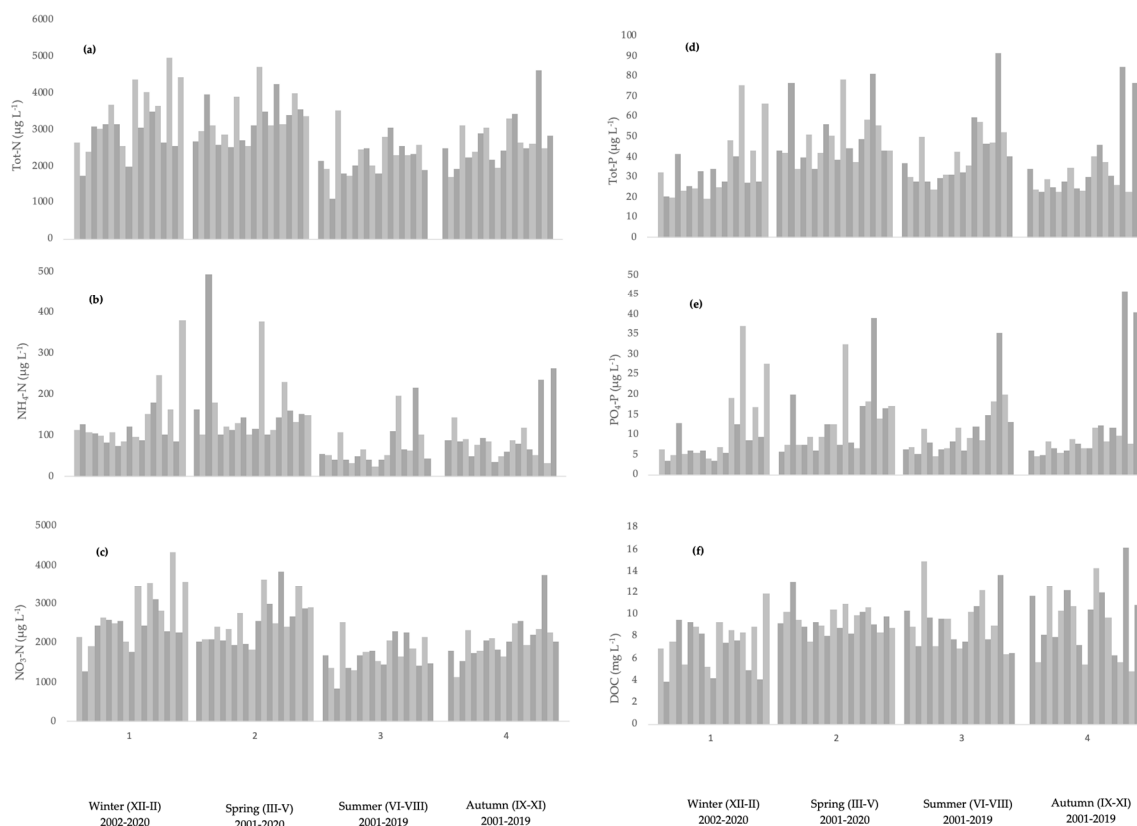 6000
5000
4000
3000
2000
1000
0
Tot-N (µg L-1)
(a)
500
400
300
200
100
0
NH4-N (µg L-1)
(b)
5000
4000
3000
2000
1000
0
NO3-N (µg L-1)
(c)
1 2 3 4
Winter (XII-II) Spring (III-V) Summer (VI-VIII) Autumn (IX-XI)
2002-2020 2001-2020 2001-2019 2001-2019
100
90
80
70
60
50
40
30
20
10
0
Tot-P (µg L-1)
(d)
50
45
40
35
30
25
20
15
10
5
0
PO4-P (µg L-1)
(e)
18
16
14
12
10
8
6
4
2
0
DOC (mg L-1)
(f)
1 2 3 4
Winter (XII-II) Spring (III-V) Summer (VI-VIII) Autumn (IX-XI)
2002-2020 2001-2020 2001-2019 2001-2019